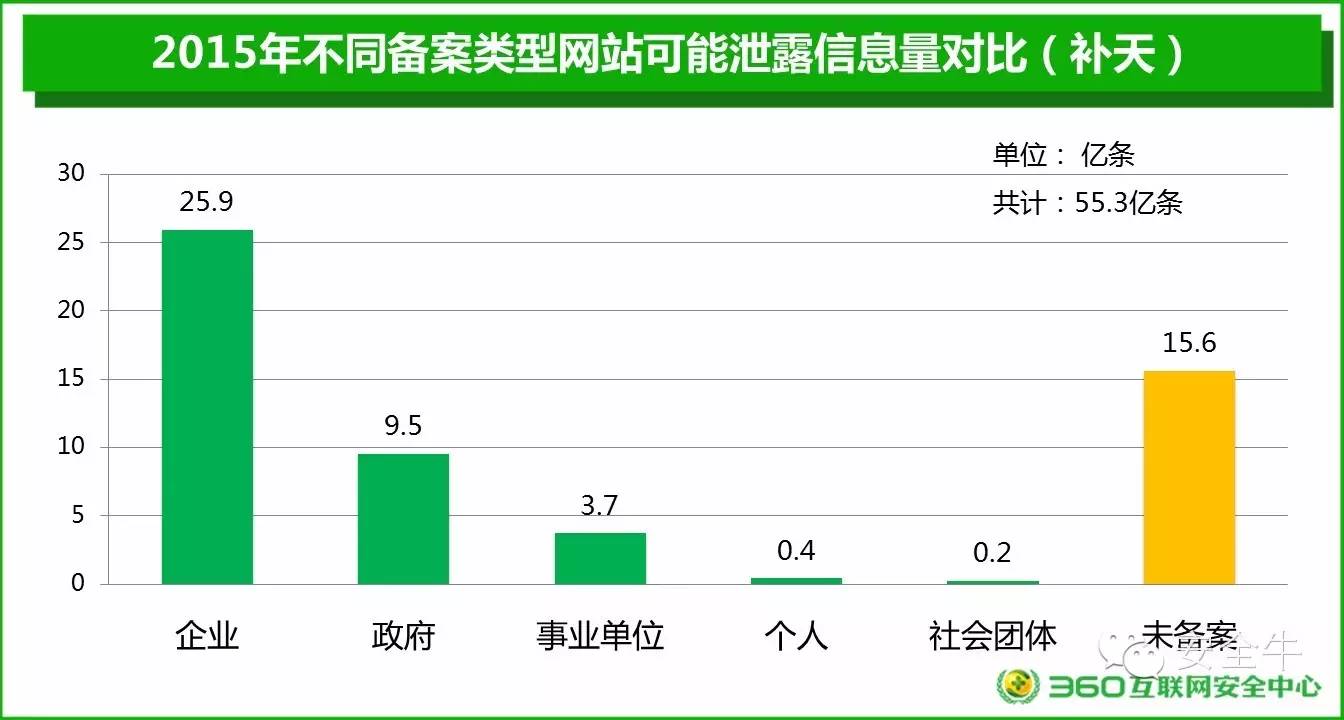 2015年不同备案类型网站可能泄露信息量对比（补天）
单位： 亿条
共计：55.3亿条
30
25
20
15
10
5
0
25.9
9.5
3.7
0.4
0.2
15.6
企业 政府 事业单位 个人 社会团体 未备案
安全牛
360互联网安全中心